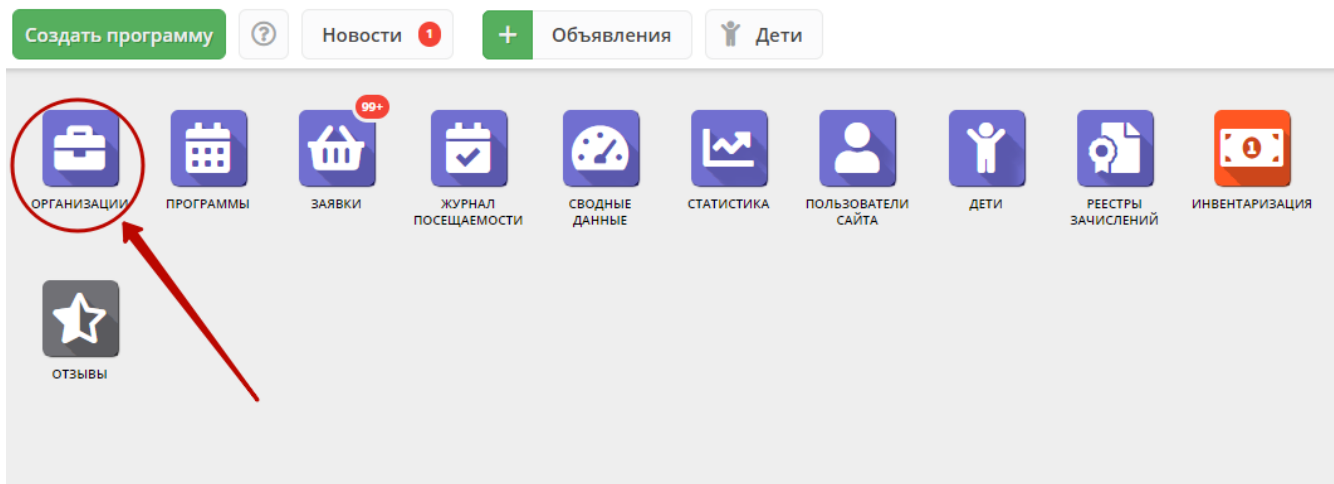 Создать программу
?
Новости 1
+ Объявления
Дети
99+
ОРГАНИЗАЦИИ
ПРОГРАММЫ
ЗАЯВКИ
ЖУРНАЛ
ПОСЕЩАЕМОСТИ
СВОДНЫЕ
ДАННЫЕ
СТАТИСТИКА
ПОЛЬЗОВАТЕЛИ
САЙТА
ДЕТИ
РЕЕСТРЫ
ЗАЧИСЛЕНИЙ
1
ИНВЕНТАРИЗАЦИЯ
ОТЗЫВЫ